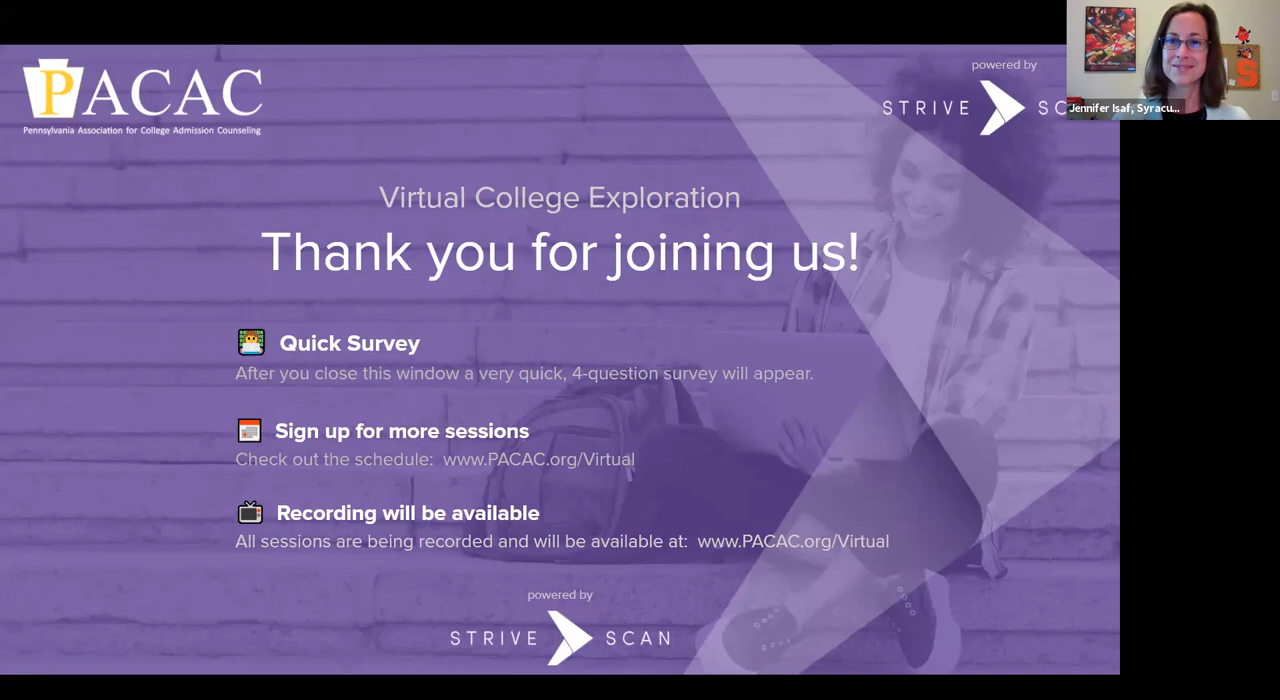 PACAC
Pennsylvania Association for College Admission Counseling
powered by
STRIVE SC
Jennifer Isaf, Syracu...
S
Virtual College Exploration
Thank you for joining us!
Quick Survey
After you close this window a very quick, 4-question survey will appear.
Sign up for more sessions
Check out the schedule: www.PACAC.org/Virtual
Recording will be available
All sessions are being recorded and will be available at: www.PACAC.org/Virtual
powered by
STRIVE SCAN